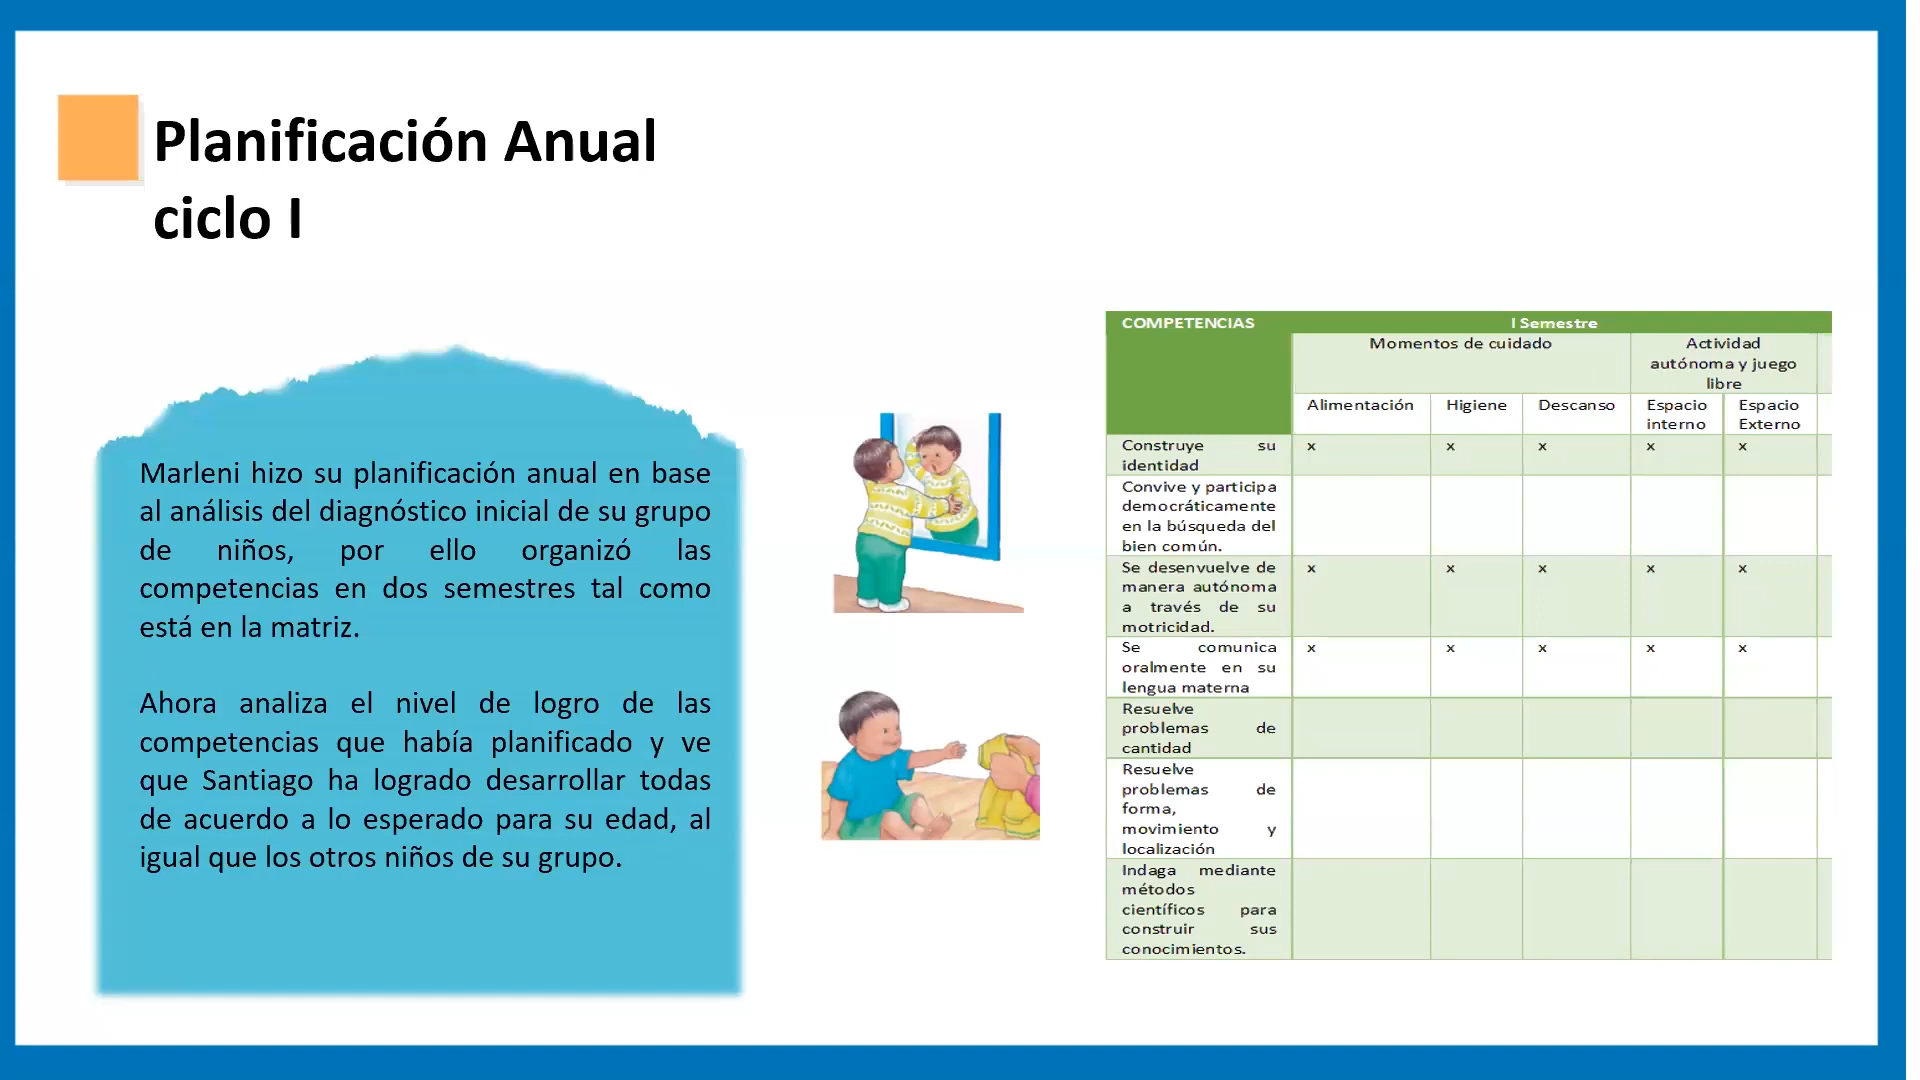 Planificación Anual
ciclo I
Marleni hizo su planificación anual en base
al análisis del diagnóstico inicial de su grupo
de niños, por ello organizó las
competencias en dos semestres tal como
está en la matriz.
Ahora analiza el nivel de logro de las
competencias que había planificado y ve
que Santiago ha logrado desarrollar todas
de acuerdo a lo esperado para su edad, al
igual que los otros niños de su grupo.
COMPETENCIAS I Semestre
Momentos de cuidado
Actividad
autónoma y juego
libre
Alimentación Higiene Descanso Espacio
interno
Espacio
Externo
Construye su
identidad
x x x x x
Convive y participa
democráticamente
en la búsqueda del
bien común.
Se desenvuelve de
manera autónoma
a través de su
motricidad.
x x x x x
Se comunica
oralmente en su
lengua materna
x x x x x
Resuelve
problemas de
cantidad
Resuelve
problemas de
forma,
movimiento y
localización
Indaga mediante
métodos
científicos para
construir sus
conocimientos.